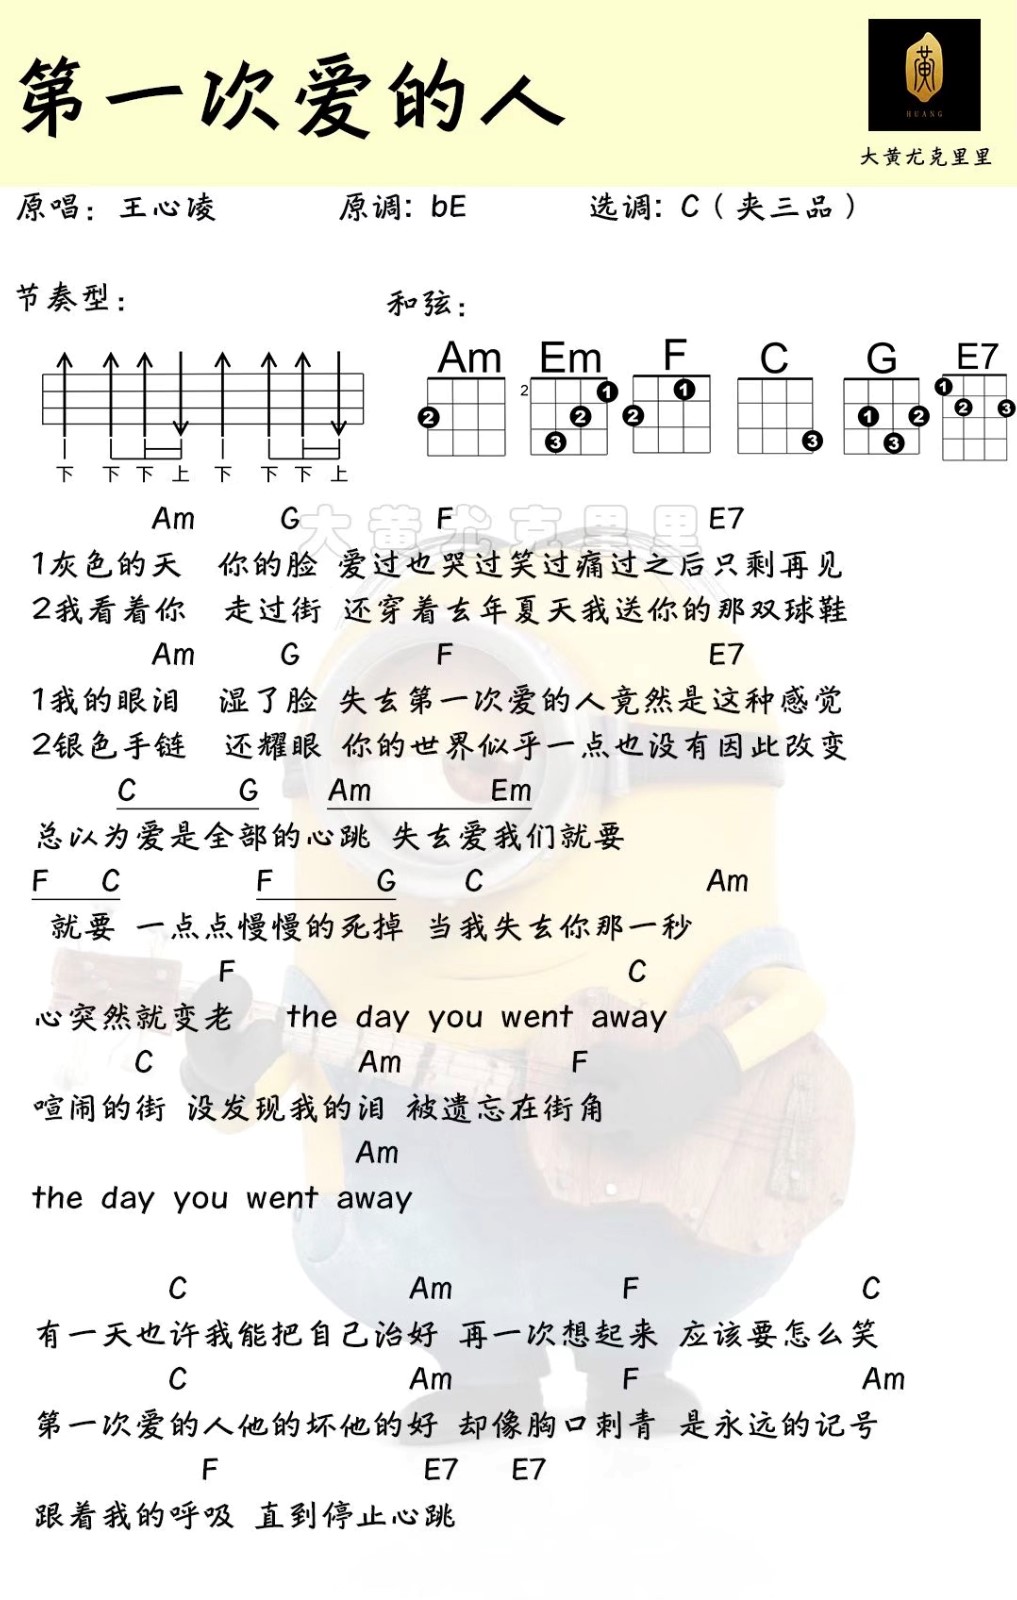 第一次爱的人
黄
HUANG
大黄尤克里里
原唱：王心凌 原调：bE 选调：C（夹三品）
节奏型： 和弦：
Am Em F C G E7
2 2 1 2 3 2 1 3 1 2 3 1 2 3
下 下 下 上 下 下 下 上
大黄尤克里里
Am G F E7
1灰色的天 你的脸 爱过也哭过笑过痛过之后只剩再见
2我看着你 走过街 还穿着去年夏天我送你的那双球鞋
Am G F E7
1我的眼泪 湿了脸 失去第一次爱的人竟然是这种感觉
2银色手链 还耀眼 你的世界似乎一点也没有因此改变
C G Am Em
总以为爱是全部的心跳 失去爱我们就要
F C F G C Am
就要 一点点慢慢的死掉 当我失去你那一秒
F C
心突然就变老 the day you went away
C Am F
喧闹的街 没发现我的泪 被遗忘在街角
Am
the day you went away
C Am F C
有一天也许我能把自己治好 再一次想起来 应该要怎么笑
C Am F Am
第一次爱的人他的坏他的好 却像胸口刺青 是永远的记号
F E7 E7
跟着我的呼吸 直到停止心跳